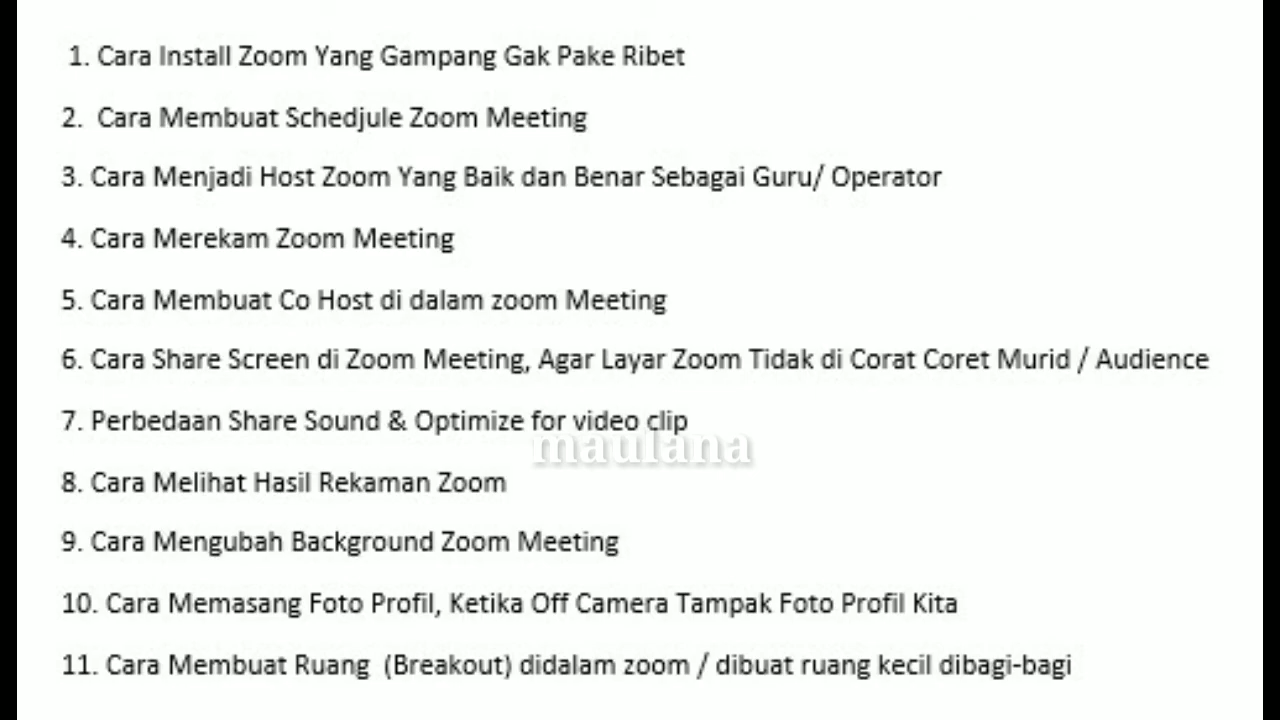 1. Cara Install Zoom Yang Gampang Gak Pake Ribet
2. Cara Membuat Schedjule Zoom Meeting
3. Cara Menjadi Host Zoom Yang Baik dan Benar Sebagai Guru/ Operator
4. Cara Merekam Zoom Meeting
5. Cara Membuat Co Host di dalam zoom Meeting
6. Cara Share Screen di Zoom Meeting, Agar Layar Zoom Tidak di Corat Coret Murid / Audience
7. Perbedaan Share Sound & Optimize for video clip
maulana
8. Cara Melihat Hasil Rekaman Zoom
9. Cara Mengubah Background Zoom Meeting
10. Cara Memasang Foto Profil, Ketika Off Camera Tampak Foto Profil Kita
11. Cara Membuat Ruang (Breakout) didalam zoom / dibuat ruang kecil dibagi-bagi